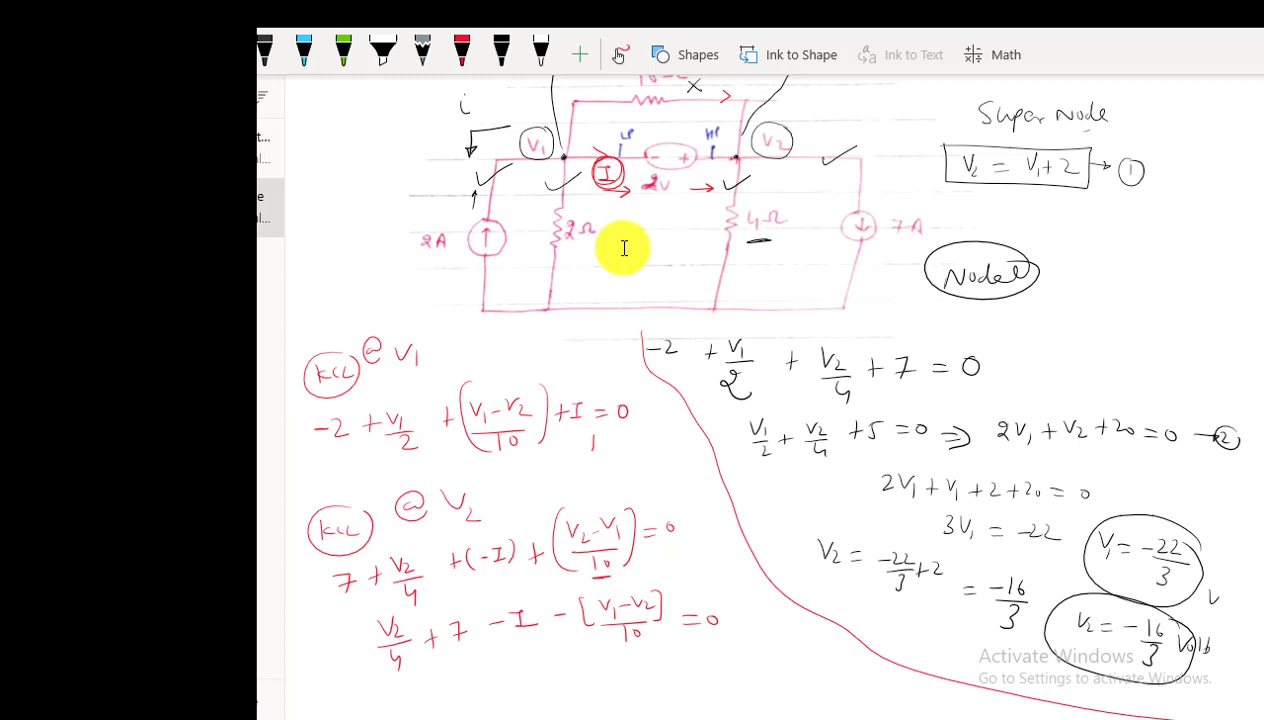 Shapes Ink to Shape Ink to Text Math
i
V1
V2
I
- +
2V
2A
2Ω
4Ω
7A
Super Node
V2 = V1+2 → 1
Nodal
KCL @ V1
-2 + V1/2 + (V1-V2/10) + I = 0
KCL @ V2
7 + V2/4 + (-I) + (V2-V1/10) = 0
V2/4 + 7 - I - [V1-V2/10] = 0
-2 + V1/2 + V2/4 + 7 = 0
V1/2 + V2/4 + 5 = 0 ⇒ 2V1 + V2 + 20 = 0 → 2
2V1 + V1 + 2 + 20 = 0
3V1 = -22
V1 = -22/3 V
V2 = -22/3 + 2 = -16/3
V2 = -16/3 Volts
Activate Windows
Go to Settings to activate Windows.